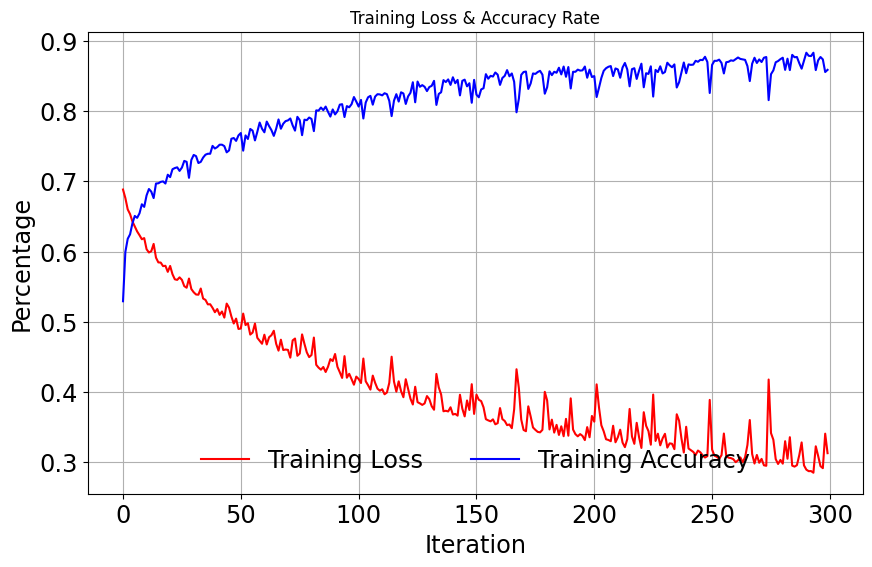 Training Loss & Accuracy Rate
0.9
0.8
0.7
0.6
0.5
0.4
0.3
Percentage
Training Loss Training Accuracy
0 50 100 150 200 250 300
Iteration